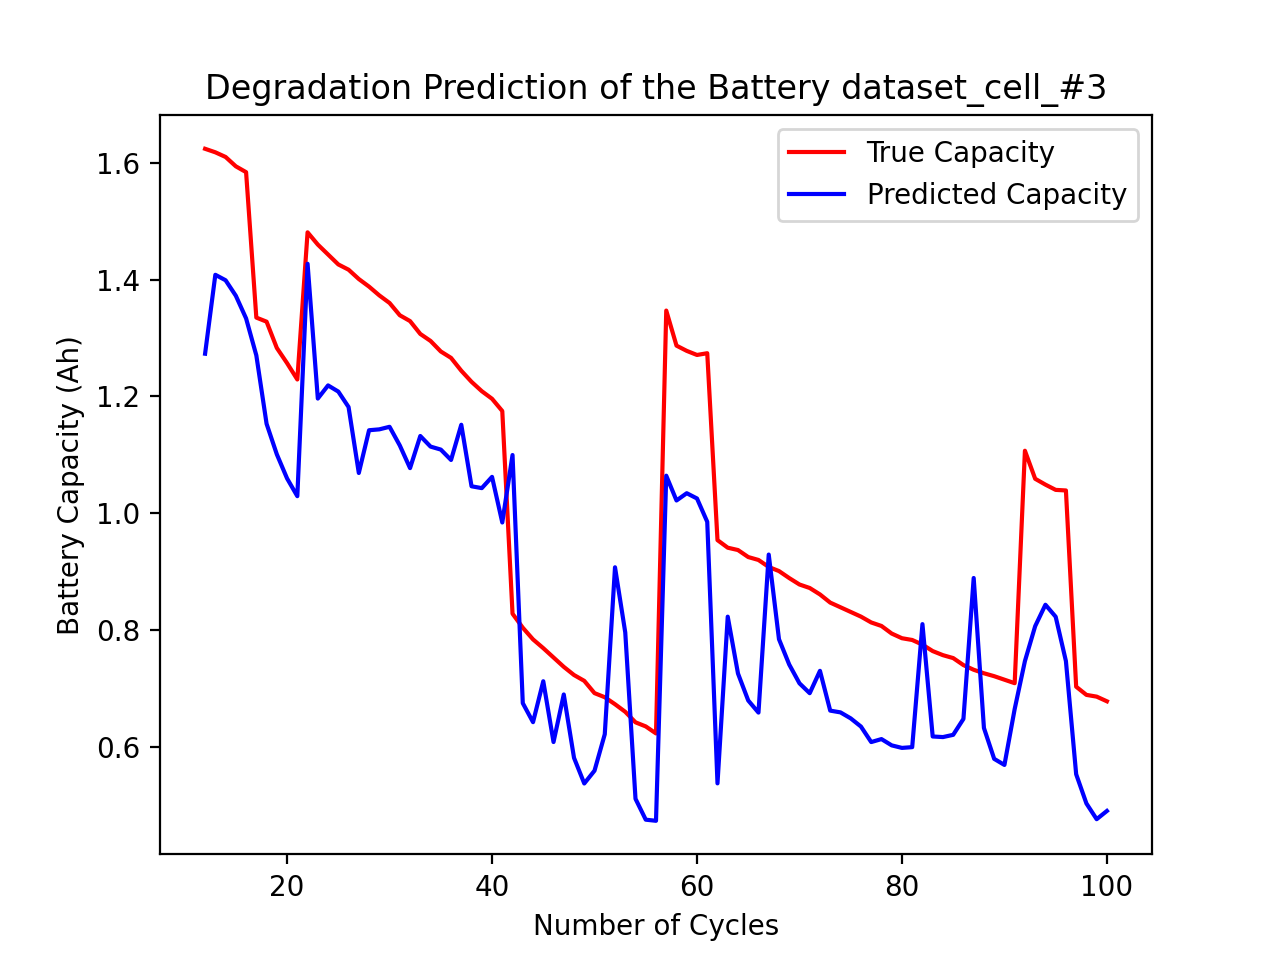 Degradation Prediction of the Battery dataset_cell_#3
True Capacity
Predicted Capacity
Battery Capacity (Ah)
1.6
1.4
1.2
1.0
0.8
0.6
20 40 60 80 100
Number of Cycles